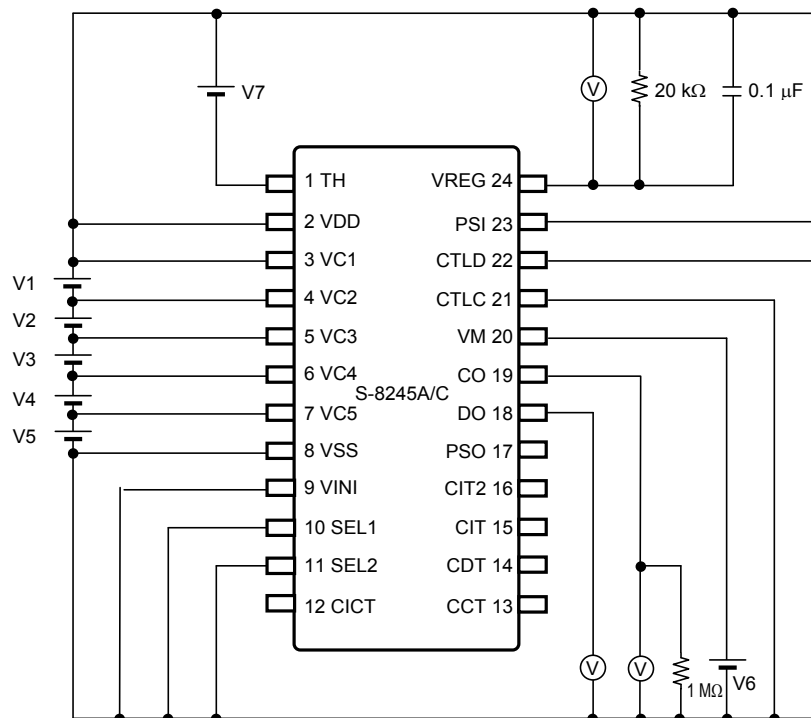 V7
V
20 kΩ
0.1 μF
1 TH
VREG 24
2 VDD
PSI 23
3 VC1
CTLD 22
V1
4 VC2
CTLC 21
V2
5 VC3
VM 20
V3
6 VC4
CO 19
S-8245A/C
V4
7 VC5
DO 18
V5
8 VSS
PSO 17
9 VINI
CIT2 16
10 SEL1
CIT 15
11 SEL2
CDT 14
12 CICT
CCT 13
V
V
1 MΩ
V6